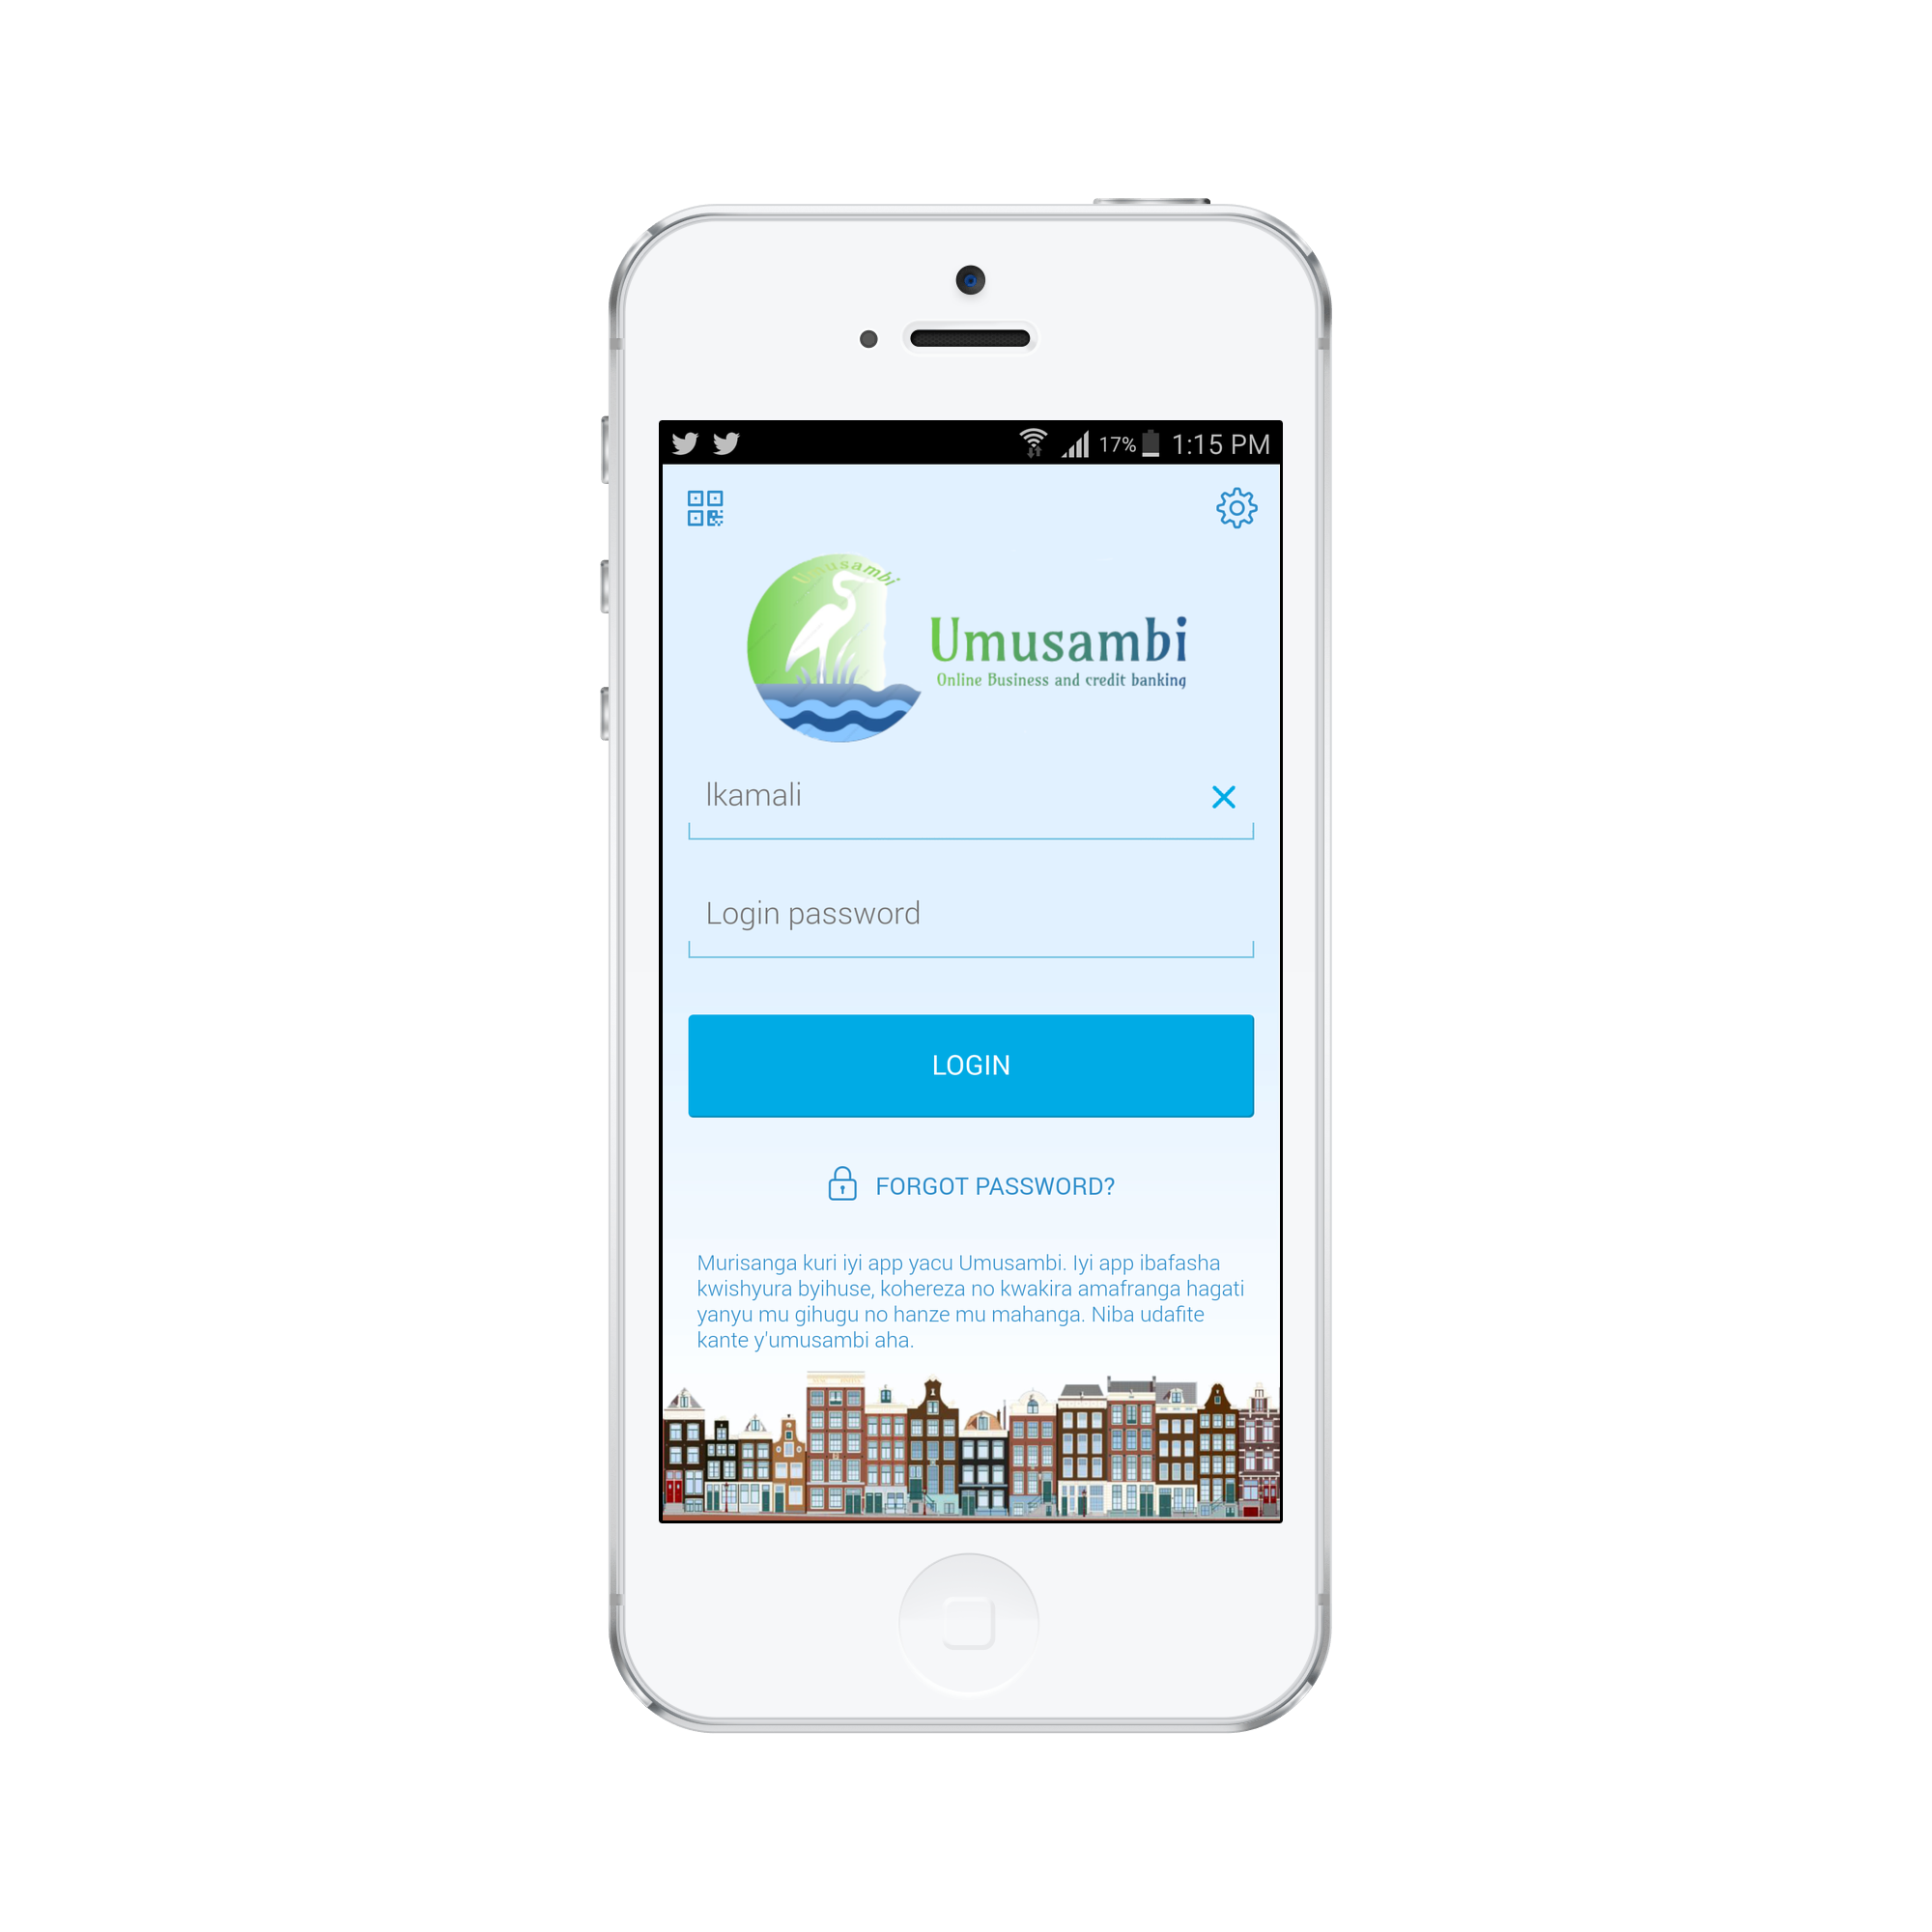 17% 1:15 PM
Umusambi
Umusambi
Online Business and credit banking
lkamali
Login password
LOGIN
FORGOT PASSWORD?
Murisanga kuri iyi app yacu Umusambi. Iyi app ibafasha
kwishyura byihuse, kohereza no kwakira amafranga hagati
yanyu mu gihugu no hanze mu mahanga. Niba udafite
kante y'umusambi aha.